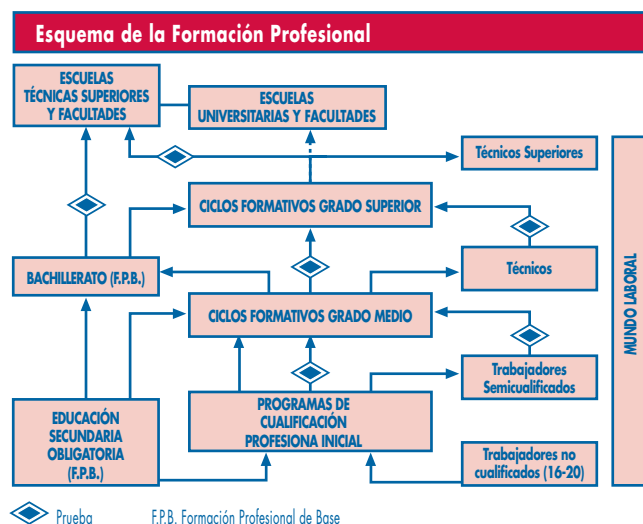 Esquema de la Formación Profesional
ESCUELAS
TÉCNICAS SUPERIORES
Y FACULTADES
ESCUELAS
UNIVERSITARIAS Y FACULTADES
Técnicos Superiores
CICLOS FORMATIVOS GRADO SUPERIOR
BACHILLERATO (F.P.B.)
Técnicos
CICLOS FORMATIVOS GRADO MEDIO
MUNDO LABORAL
Trabajadores
Semicualificados
EDUCACIÓN
SECUNDARIA
OBLIGATORIA
(F.P.B.)
PROGRAMAS DE
CUALIFICACIÓN
PROFESIONA INICIAL
Trabajadores no
cualificados (16-20)
Prueba F.P.B. Formación Profesional de Base